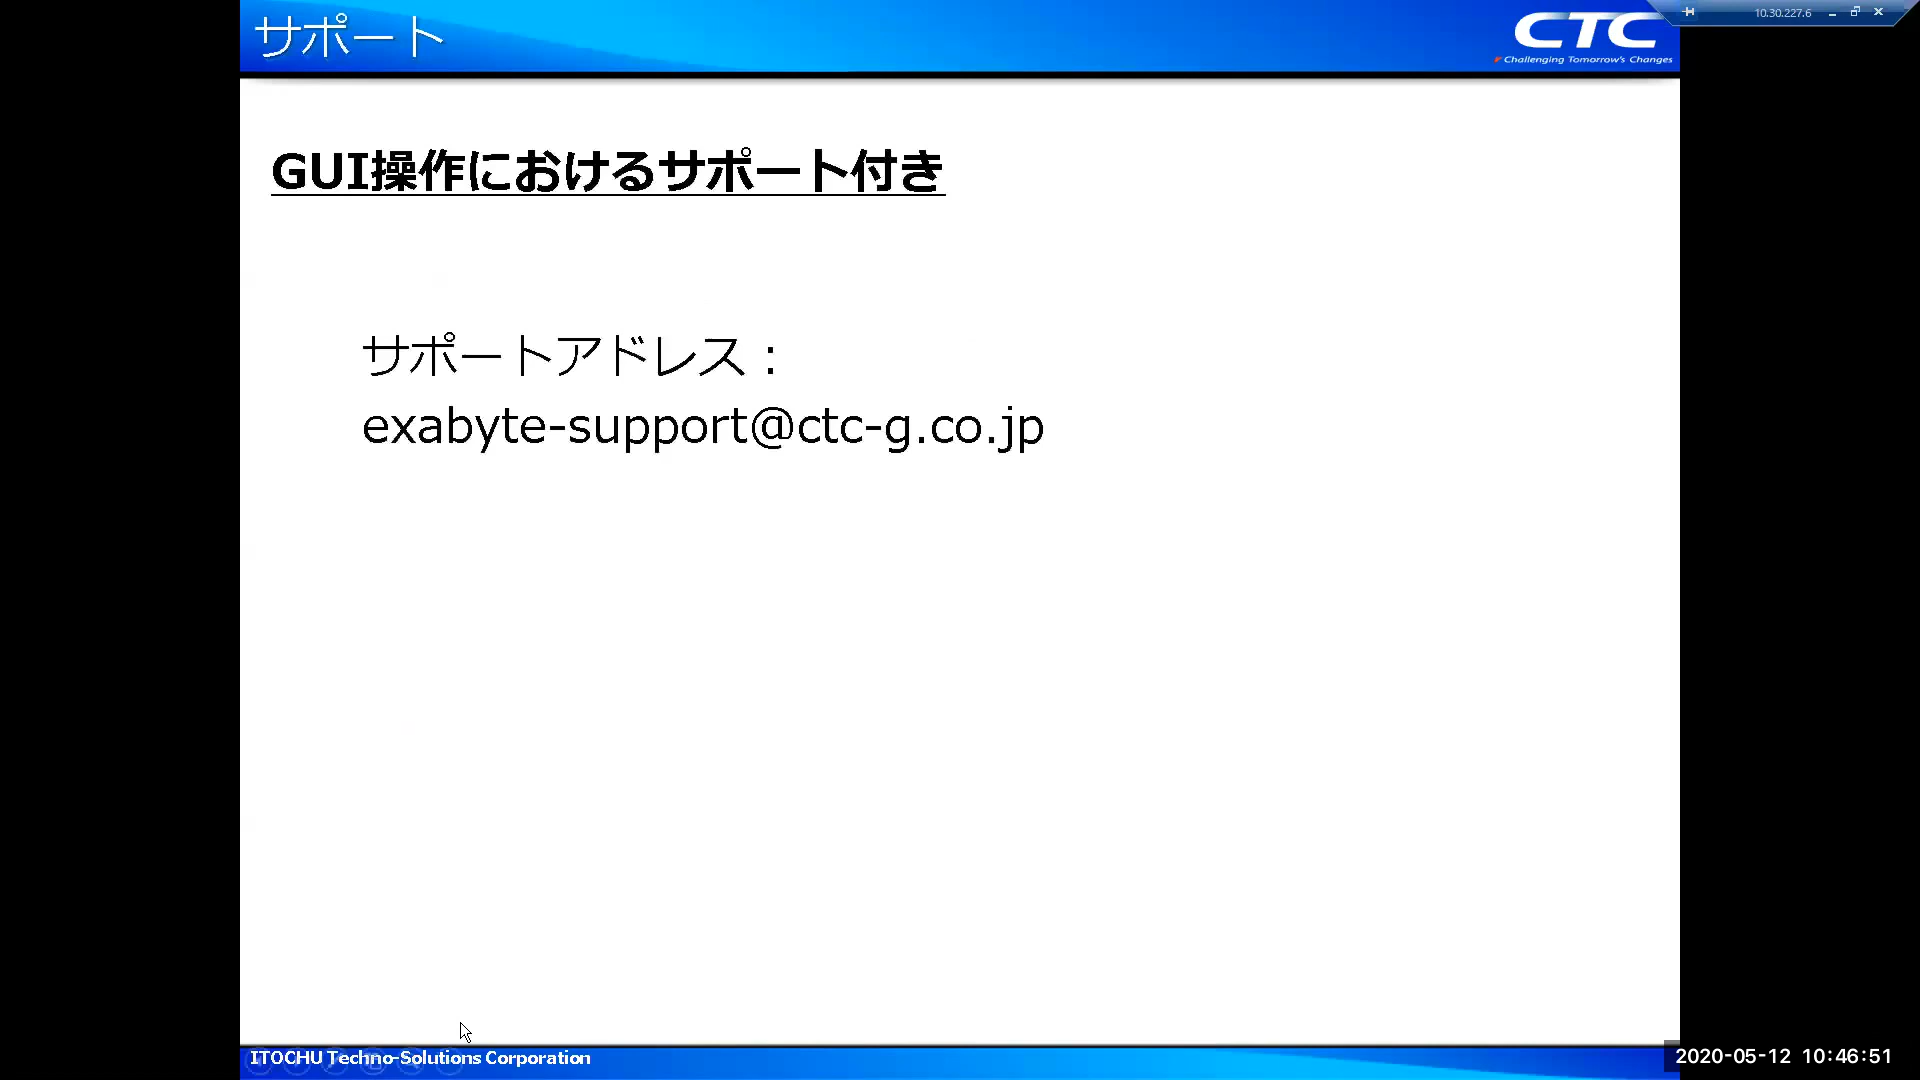 サポート
CTC
Challenging Tomorrow's Changes
10.30.227.6
GUI操作におけるサポート付き
サポートアドレス：
exabyte-support@ctc-g.co.jp
ITOCHU Techno-Solutions Corporation
2020-05-12 10:46:51